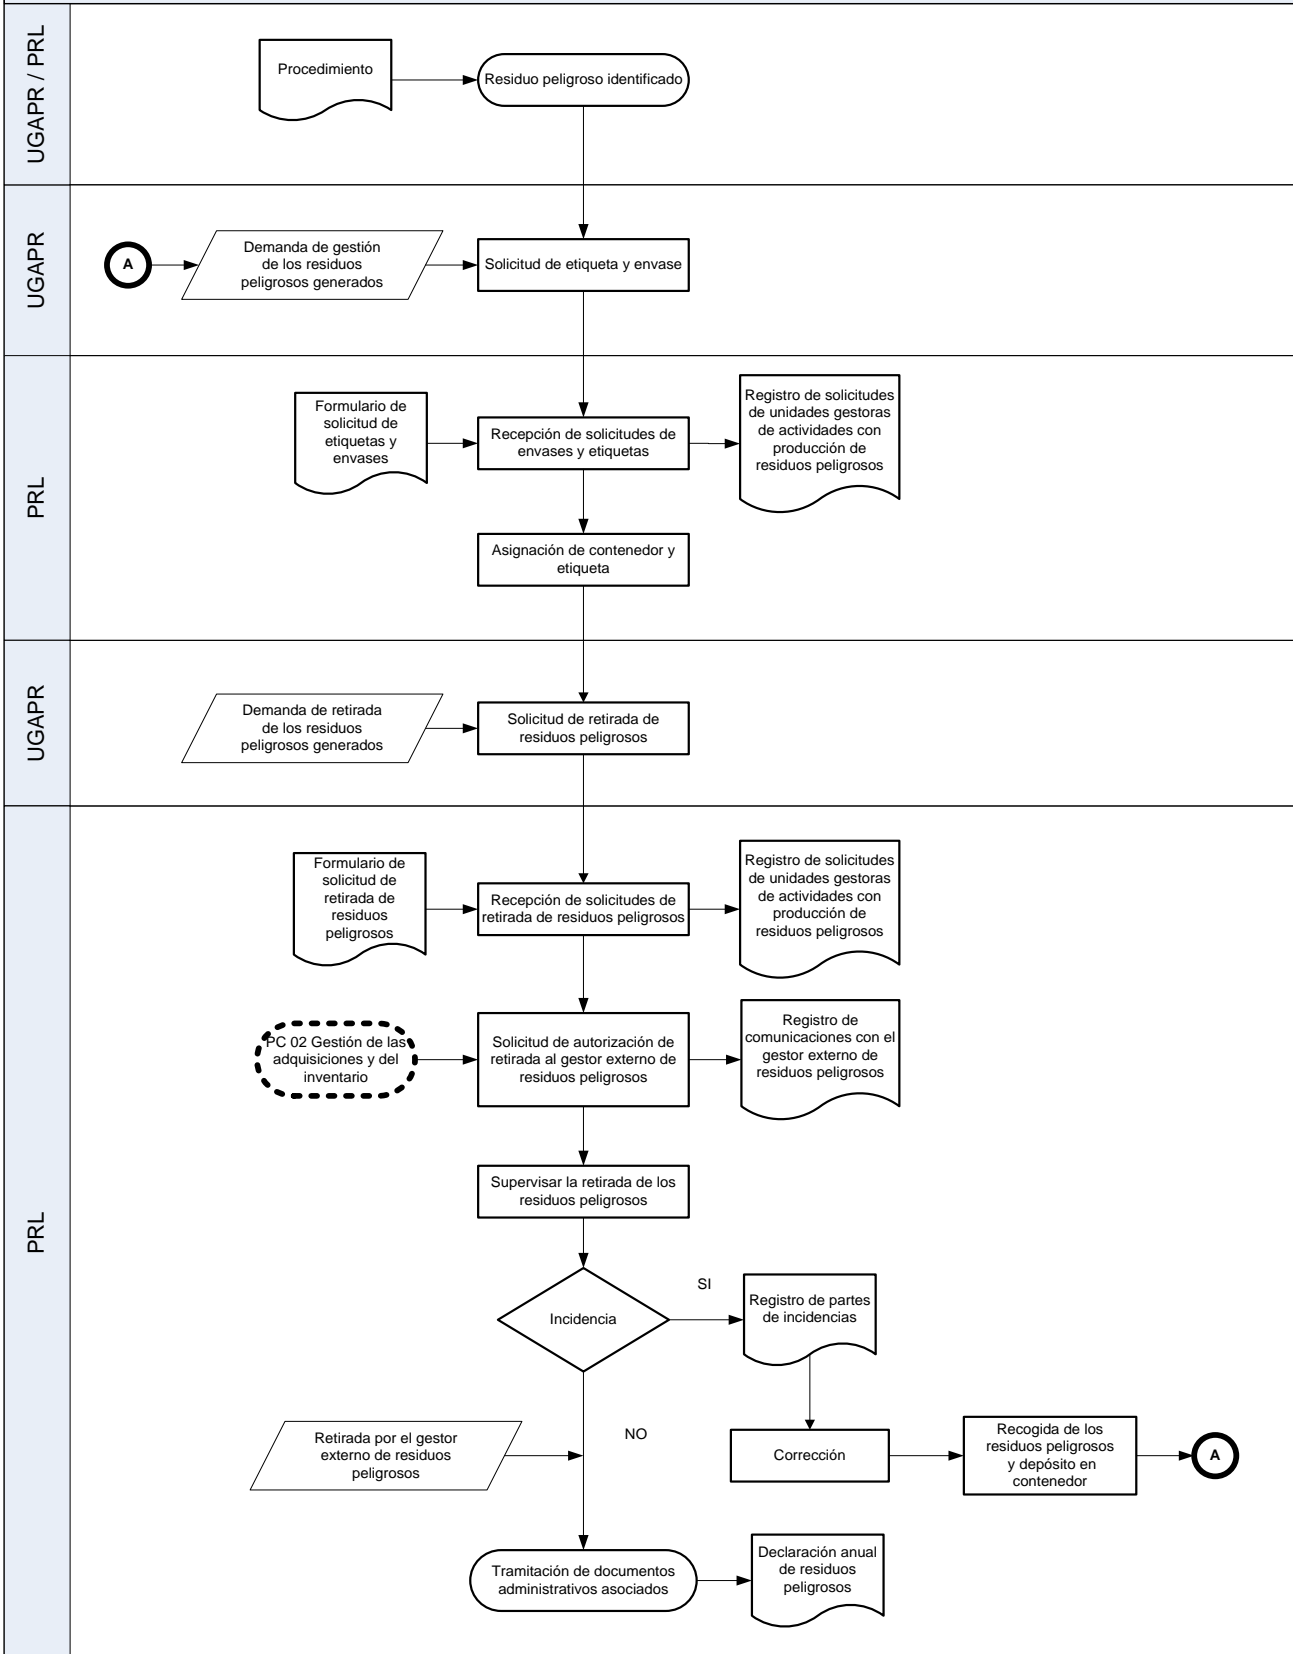 UGAPR / PRL
Procedimiento
Residuo peligroso identificado
UGAPR
A
Demanda de gestión
de los residuos
peligrosos generados
Solicitud de etiqueta y envase
PRL
Formulario de
solicitud de
etiquetas y
envases
Recepción de solicitudes de
envases y etiquetas
Registro de solicitudes
de unidades gestoras
de actividades con
producción de
residuos peligrosos
Asignación de contenedor y
etiqueta
UGAPR
Demanda de retirada
de los residuos
peligrosos generados
Solicitud de retirada de
residuos peligrosos
PRL
Formulario de
solicitud de
retirada de
residuos
peligrosos
Recepción de solicitudes de
retirada de residuos peligrosos
Registro de solicitudes
de unidades gestoras
de actividades con
producción de
residuos peligrosos
PC 02 Gestión de las
adquisiciones y del
inventario
Solicitud de autorización de
retirada al gestor externo de
residuos peligrosos
Registro de
comunicaciones con el
gestor externo de
residuos peligrosos
Supervisar la retirada de los
residuos peligrosos
Incidencia
SI
Registro de partes
de incidencias
NO
Retirada por el gestor
externo de residuos
peligrosos
Corrección
Recogida de los
residuos peligrosos
y depósito en
contenedor
A
Tramitación de documentos
administrativos asociados
Declaración anual
de residuos
peligrosos